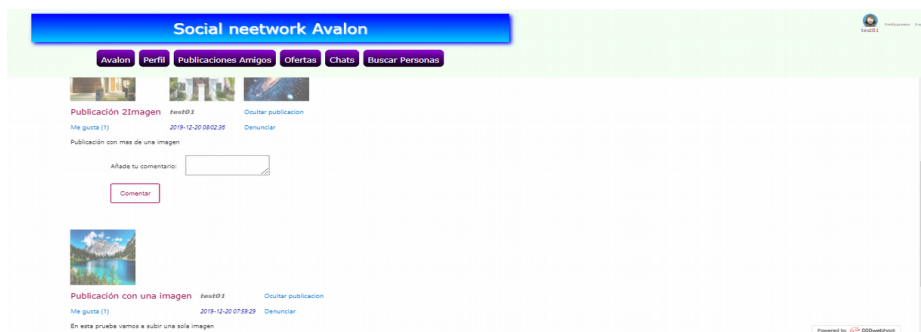 Social neetwork Avalon
test01
Avalon Perfil Publicaciones Amigos Ofertas Chats Buscar Personas
Publicación 2Imagen test01 Ocultar publicacion
Me gusta (1) 2019-12-20 08:02:36 Denunciar
Publicación con mas de una imagen
Añade tu comentario:
Comentar
Publicación con una imagen test01 Ocultar publicacion
Me gusta (1) 2019-12-20 07:59:29 Denunciar
En esta prueba vamos a subir una sola imagen
Powered by 000webhost